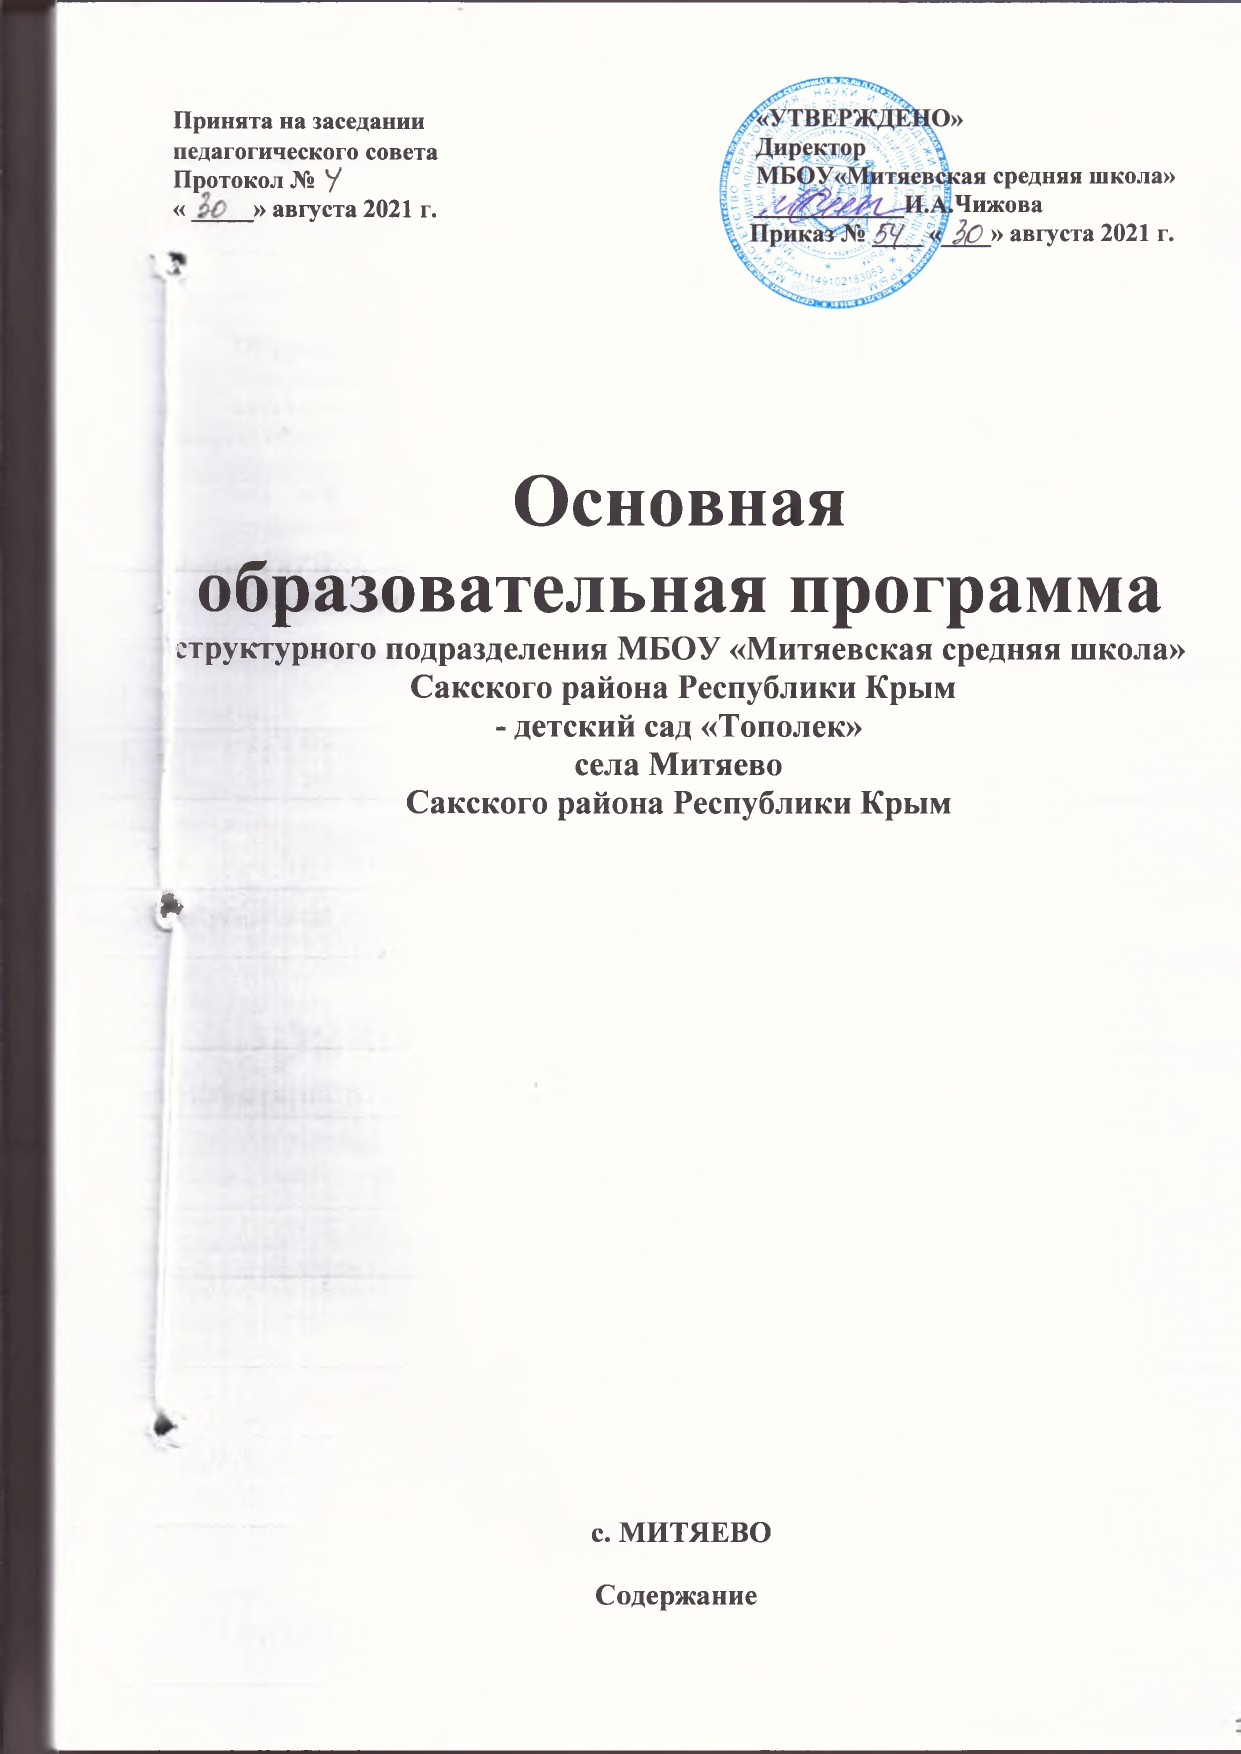 Принята на заседании
педагогического совета
Протокол № 4
« 30 » августа 2021 г.
«УТВЕРЖДЕНО»
Директор
МБОУ«Митяевская средняя школа»
И.А.Чижова
Приказ № 54 « 30 » августа 2021 г.
ОГРН 1149102183053
Основная
образовательная программа
структурного подразделения МБОУ «Митяевская средняя школа»
Сакского района Республики Крым
- детский сад «Тополек»
села Митяево
Сакского района Республики Крым
с. МИТЯЕВО
Содержание